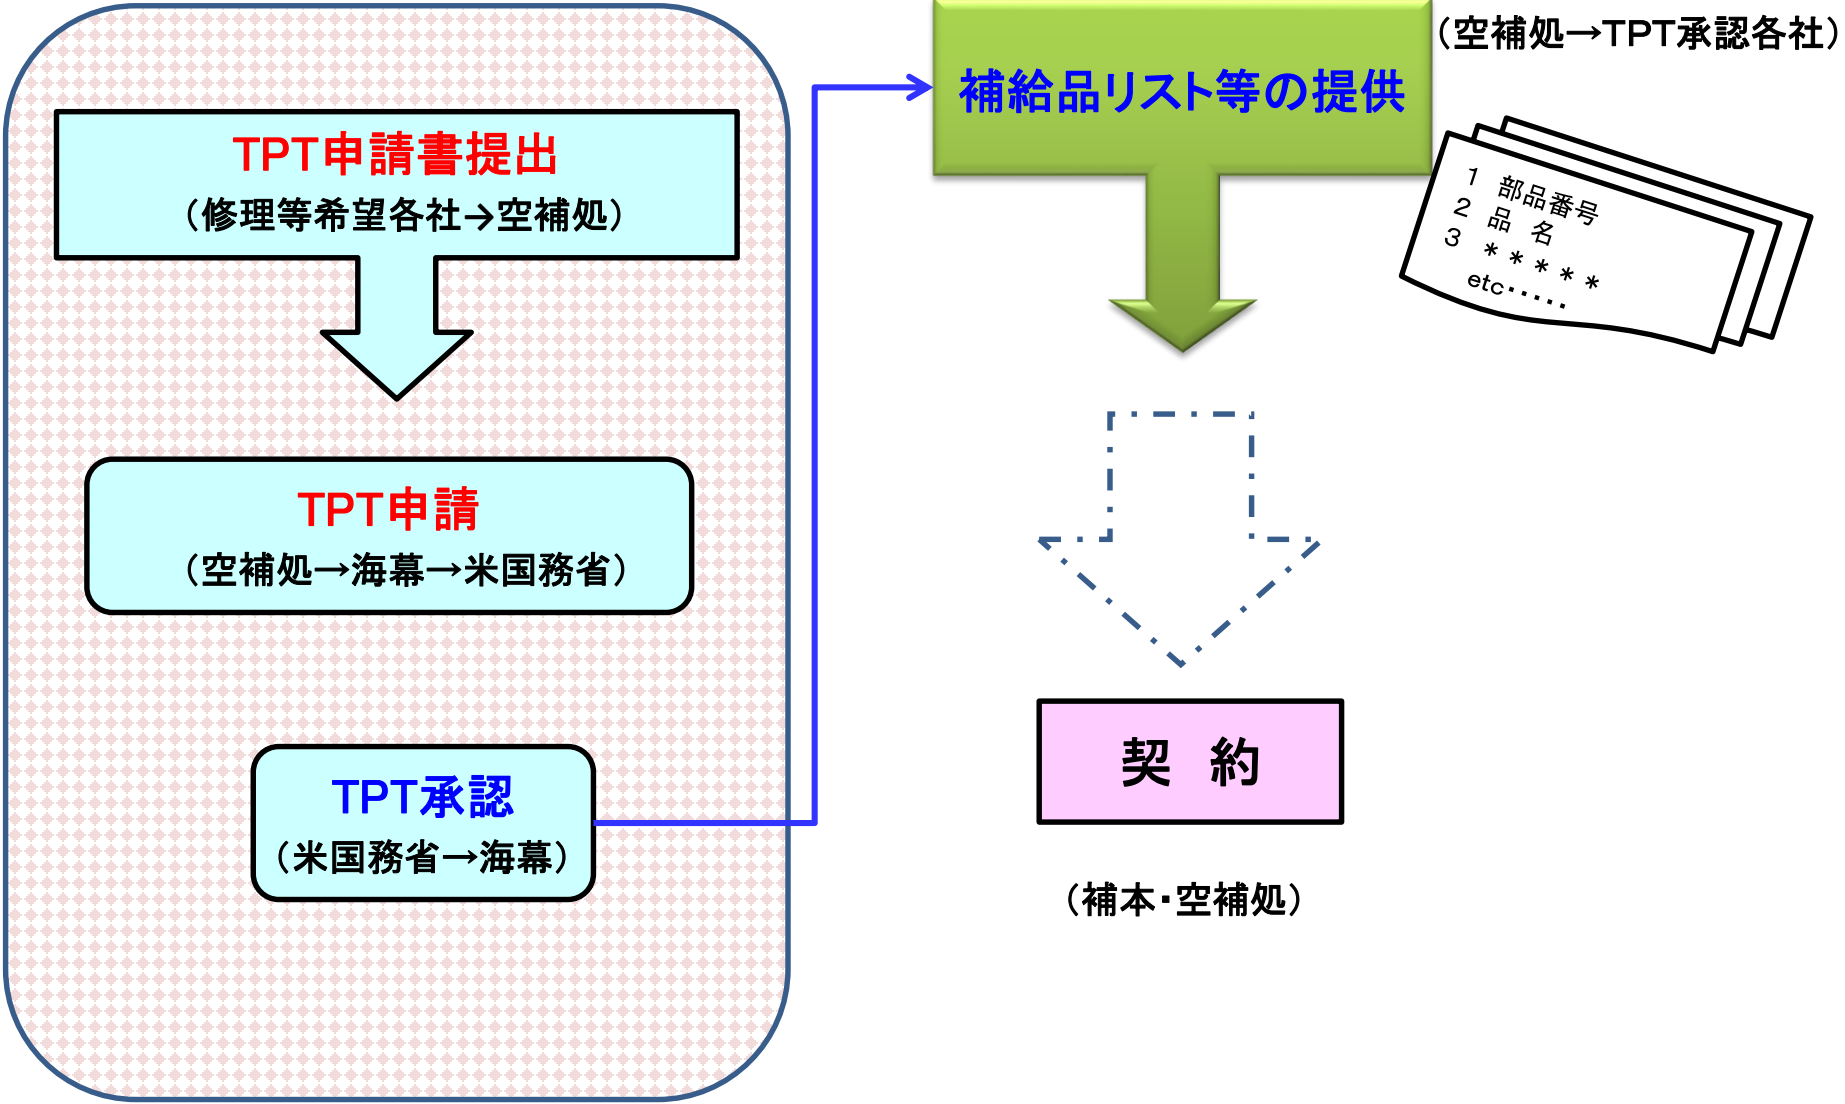 TPT申請書提出
（修理等希望各社→空補処）
TPT申請
（空補処→海幕→米国務省）
TPT承認
（米国務省→海幕）
補給品リスト等の提供
（空補処→TPT承認各社）
１　部品番号
２　品　名
３　＊＊＊＊＊
etc・・・・・
契　約
（補本・空補処）